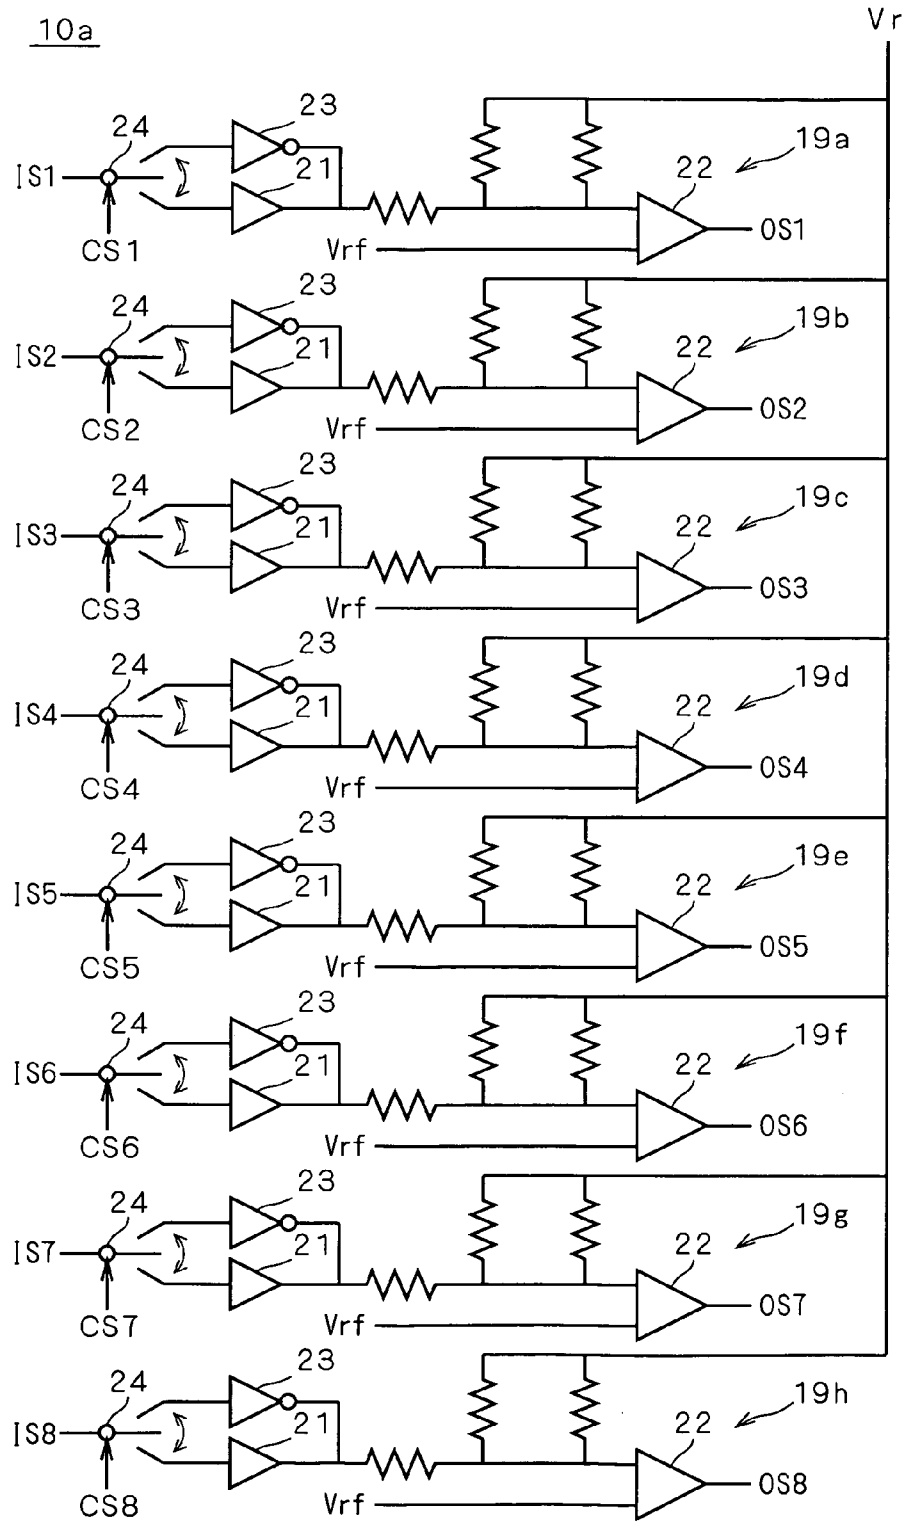 10a
Vr
23
24
19a
22
IS1
21
OS1
CS1
Vrf
23
24
19b
22
IS2
21
OS2
CS2
Vrf
23
24
19c
22
IS3
21
OS3
CS3
Vrf
23
24
19d
22
IS4
21
OS4
CS4
Vrf
23
24
19e
22
IS5
21
OS5
CS5
Vrf
23
24
19f
22
IS6
21
OS6
CS6
Vrf
23
24
19g
22
IS7
21
OS7
CS7
Vrf
23
24
19h
22
IS8
21
OS8
CS8
Vrf